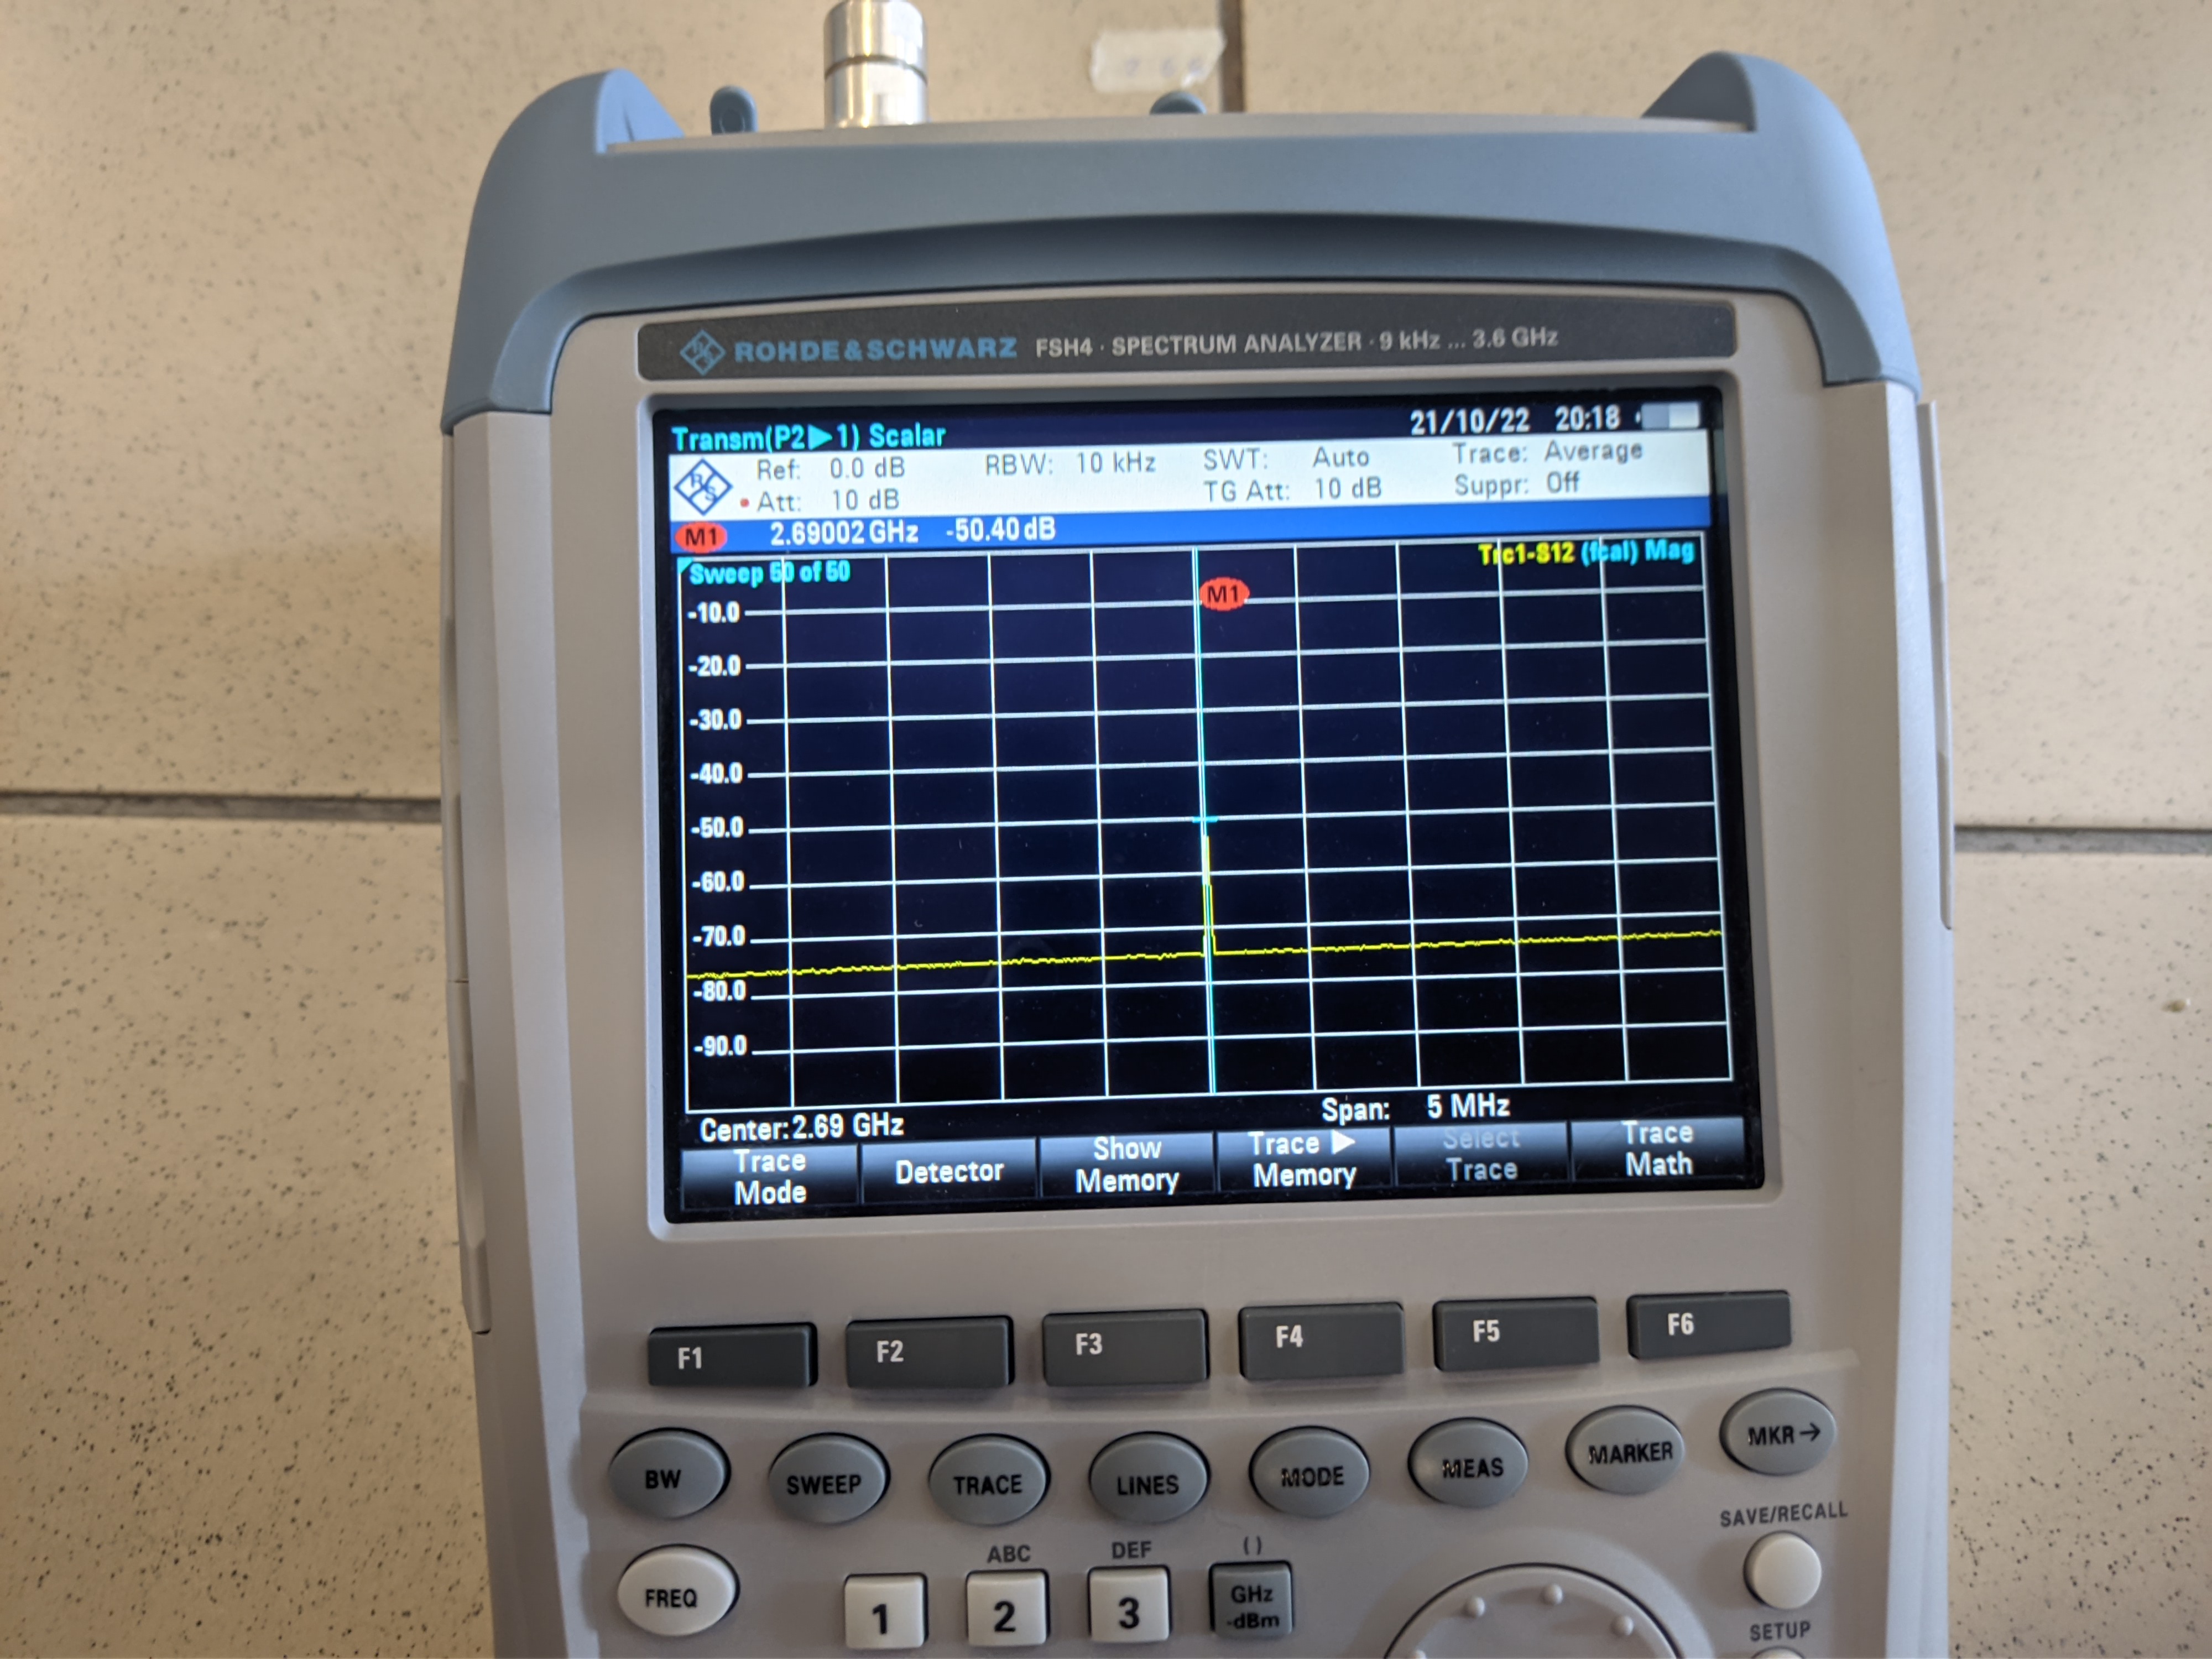 ROHDE&SCHWARZ FSH4 · SPECTRUM ANALYZER · 9 kHz ... 3.6 GHz
Transm(P2▶1) Scalar 21/10/22 20:18
Ref: 0.0 dB RBW: 10 kHz SWT: Auto Trace: Average
• Att: 10 dB TG Att: 10 dB Suppr: Off
M1 2.69002 GHz -50.40 dB
Sweep 50 of 50 Trc1-S12 (fcal) Mag
M1
-10.0
-20.0
-30.0
-40.0
-50.0
-60.0
-70.0
-80.0
-90.0
Center: 2.69 GHz Span: 5 MHz
Trace Mode
Detector
Show Memory
Trace ▶ Memory
Select Trace
Trace Math
F1 F2 F3 F4 F5 F6
BW SWEEP TRACE LINES MODE MEAS MARKER MKR→
SAVE/RECALL
ABC DEF ()
FREQ 1 2 3 GHz -dBm
SETUP